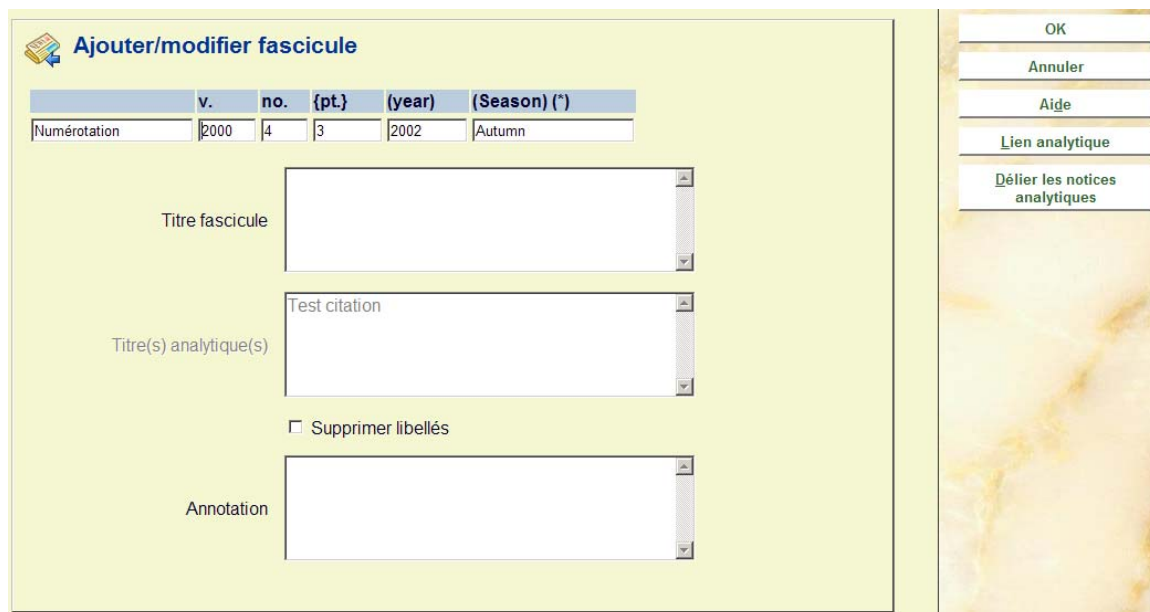 Ajouter/modifier fascicule
v. no. {pt.} (year) (Season) (*)
Numérotation 2000 4 3 2002 Autumn
Titre fascicule
Test citation
Titre(s) analytique(s)
Supprimer libellés
Annotation
OK
Annuler
Aide
Lien analytique
Délier les notices
analytiques